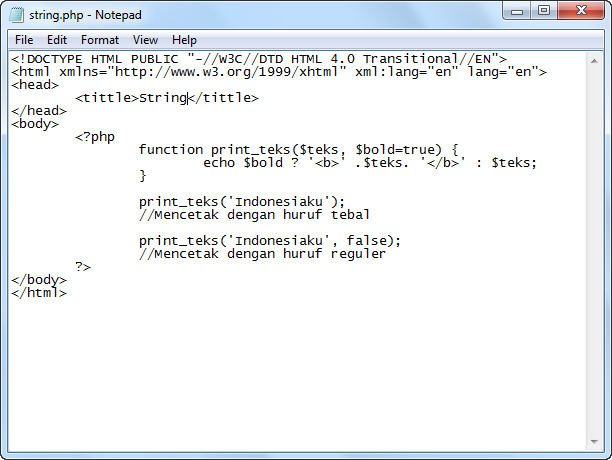 string.php - Notepad
File Edit Format View Help
<!DOCTYPE HTML PUBLIC "-//W3C//DTD HTML 4.0 Transitional//EN">
<html xmlns="http://www.w3.org/1999/xhtml" xml:lang="en" lang="en">
<head>
<tittle>String</tittle>
</head>
<body>
<?php
function print_teks($teks, $bold=true) {
echo $bold ? '<b>' .$teks. '</b>' : $teks;
}
print_teks('Indonesiaku');
//Mencetak dengan huruf tebal
print_teks('Indonesiaku', false);
//Mencetak dengan huruf reguler
?>
</body>
</html>